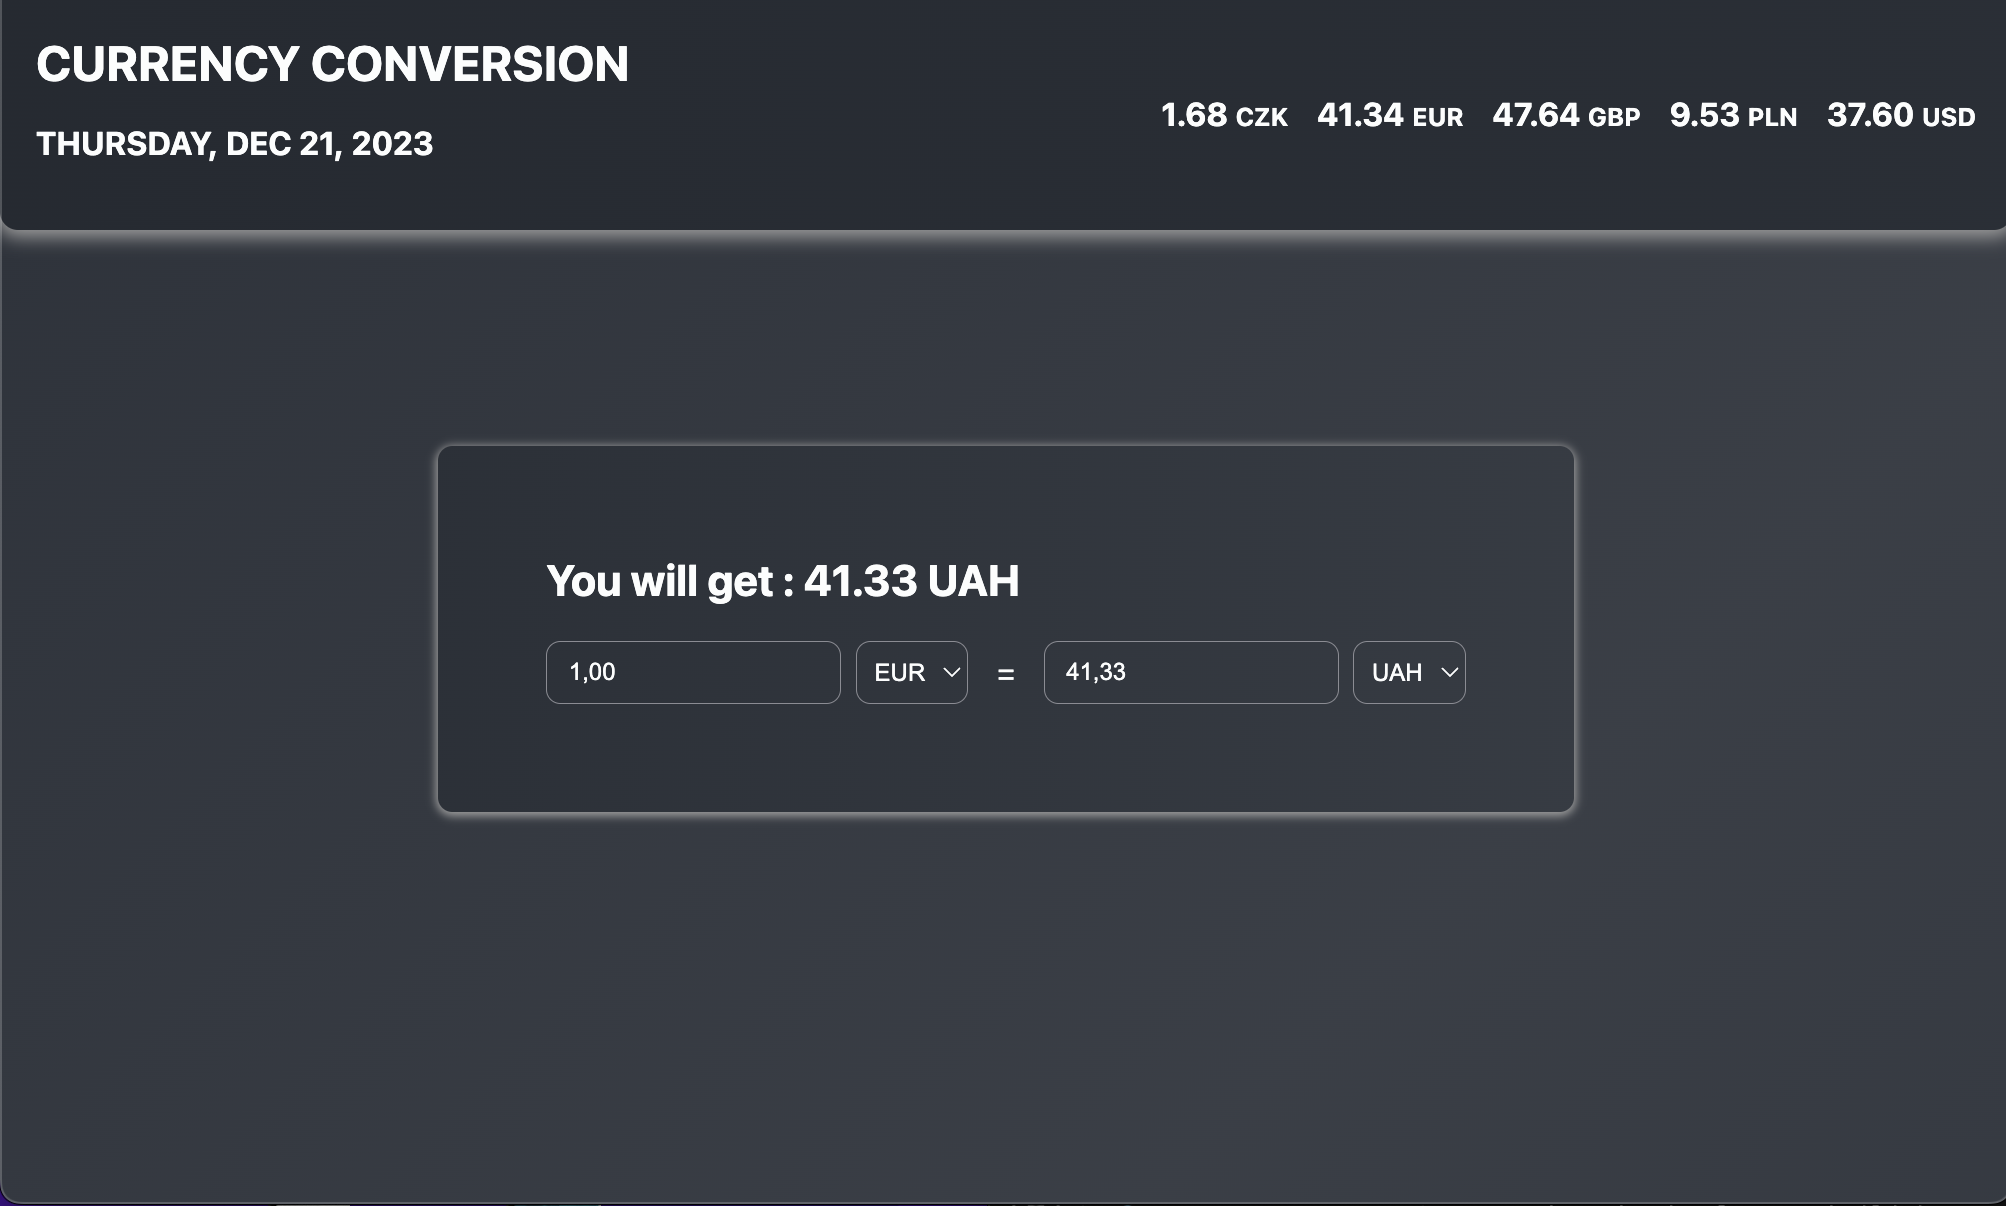 CURRENCY CONVERSION
THURSDAY, DEC 21, 2023
1.68 CZK 41.34 EUR 47.64 GBP 9.53 PLN 37.60 USD
You will get : 41.33 UAH
1,00 EUR = 41,33 UAH